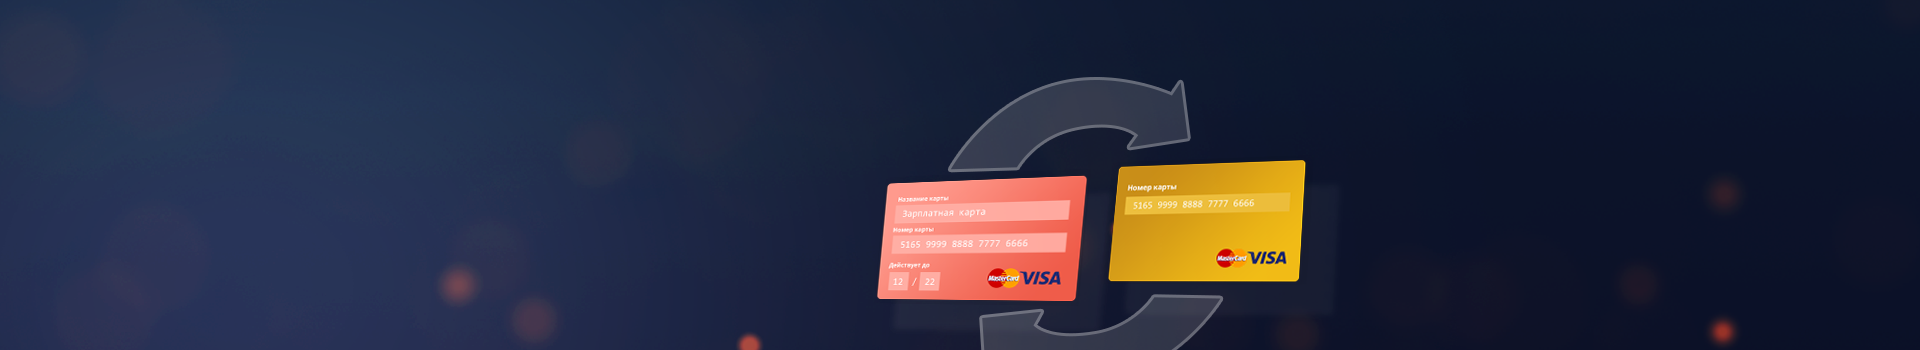 Название карты
Зарплатная карта
Номер карты
5165 9999 8888 7777 6666
Действует до
12 / 22
MasterCard VISA
Номер карты
5165 9999 8888 7777 6666
MasterCard VISA